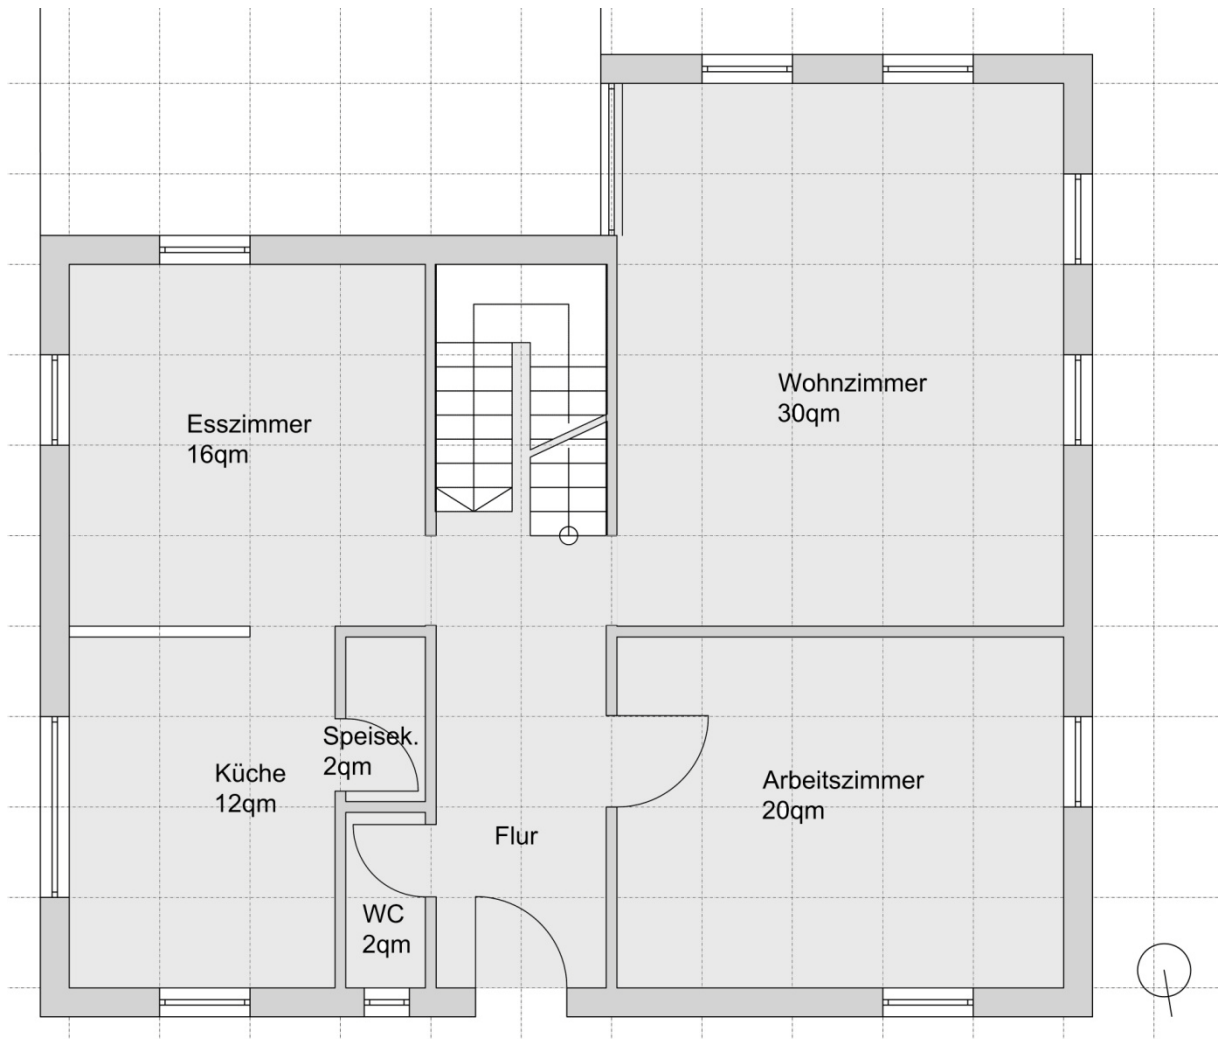 Wohnzimmer
30qm
Esszimmer
16qm
Speisek.
2qm
Küche
12qm
Arbeitszimmer
20qm
Flur
WC
2qm